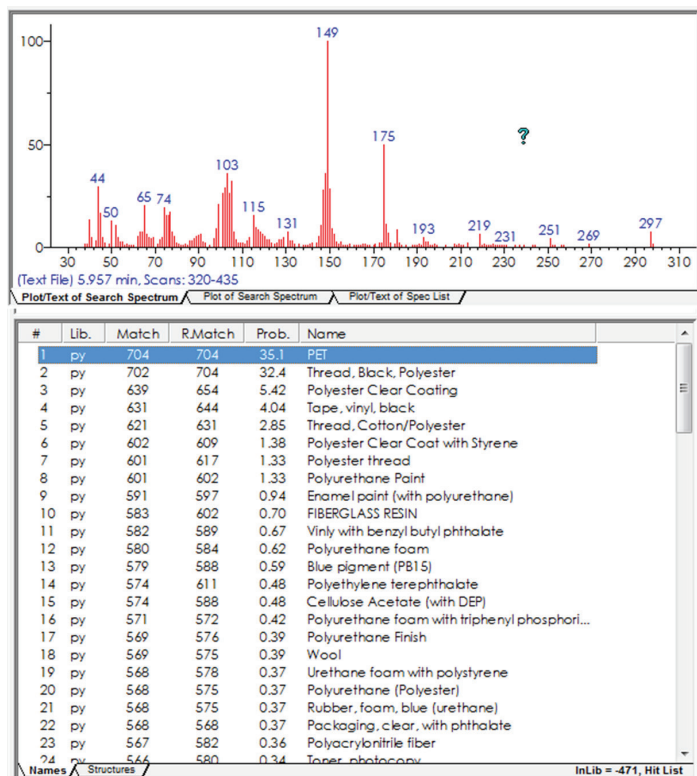 149
100
175
?
50
103
44
65
74
50
115
131
193
219
231
251
269
297
0
30 50 70 90 110 130 150 170 190 210 230 250 270 290 310
(Text File) 5.957 min, Scans: 320-435
Plot/Text of Search Spectrum Plot of Search Spectrum Plot/Text of Spec List
# Lib. Match R.Match Prob. Name
1 py 704 704 35.1 PET
2 py 702 704 32.4 Thread, Black, Polyester
3 py 639 654 5.42 Polyester Clear Coating
4 py 631 644 4.04 Tape, vinyl, black
5 py 621 631 2.85 Thread, Cotton/Polyester
6 py 602 609 1.38 Polyester Clear Coat with Styrene
7 py 601 617 1.33 Polyester thread
8 py 601 602 1.33 Polyurethane Paint
9 py 591 597 0.94 Enamel paint (with polyurethane)
10 py 583 602 0.70 FIBERGLASS RESIN
11 py 582 589 0.67 Vinly with benzyl butyl phthalate
12 py 580 584 0.62 Polyurethane foam
13 py 579 588 0.59 Blue pigment (PB15)
14 py 574 611 0.48 Polyethylene terephthalate
15 py 574 588 0.48 Cellulose Acetate (with DEP)
16 py 571 572 0.42 Polyurethane foam with triphenyl phosphori...
17 py 569 576 0.39 Polyurethane Finish
18 py 569 575 0.39 Wool
19 py 568 578 0.37 Urethane foam with polystyrene
20 py 568 575 0.37 Polyurethane (Polyester)
21 py 568 575 0.37 Rubber, foam, blue (urethane)
22 py 568 568 0.37 Packaging, clear, with phthalate
23 py 567 582 0.36 Polyacrylonitrile fiber
24 py 566 580 0.34 Toner, photocopy
Names Structures InLib = -471, Hit List